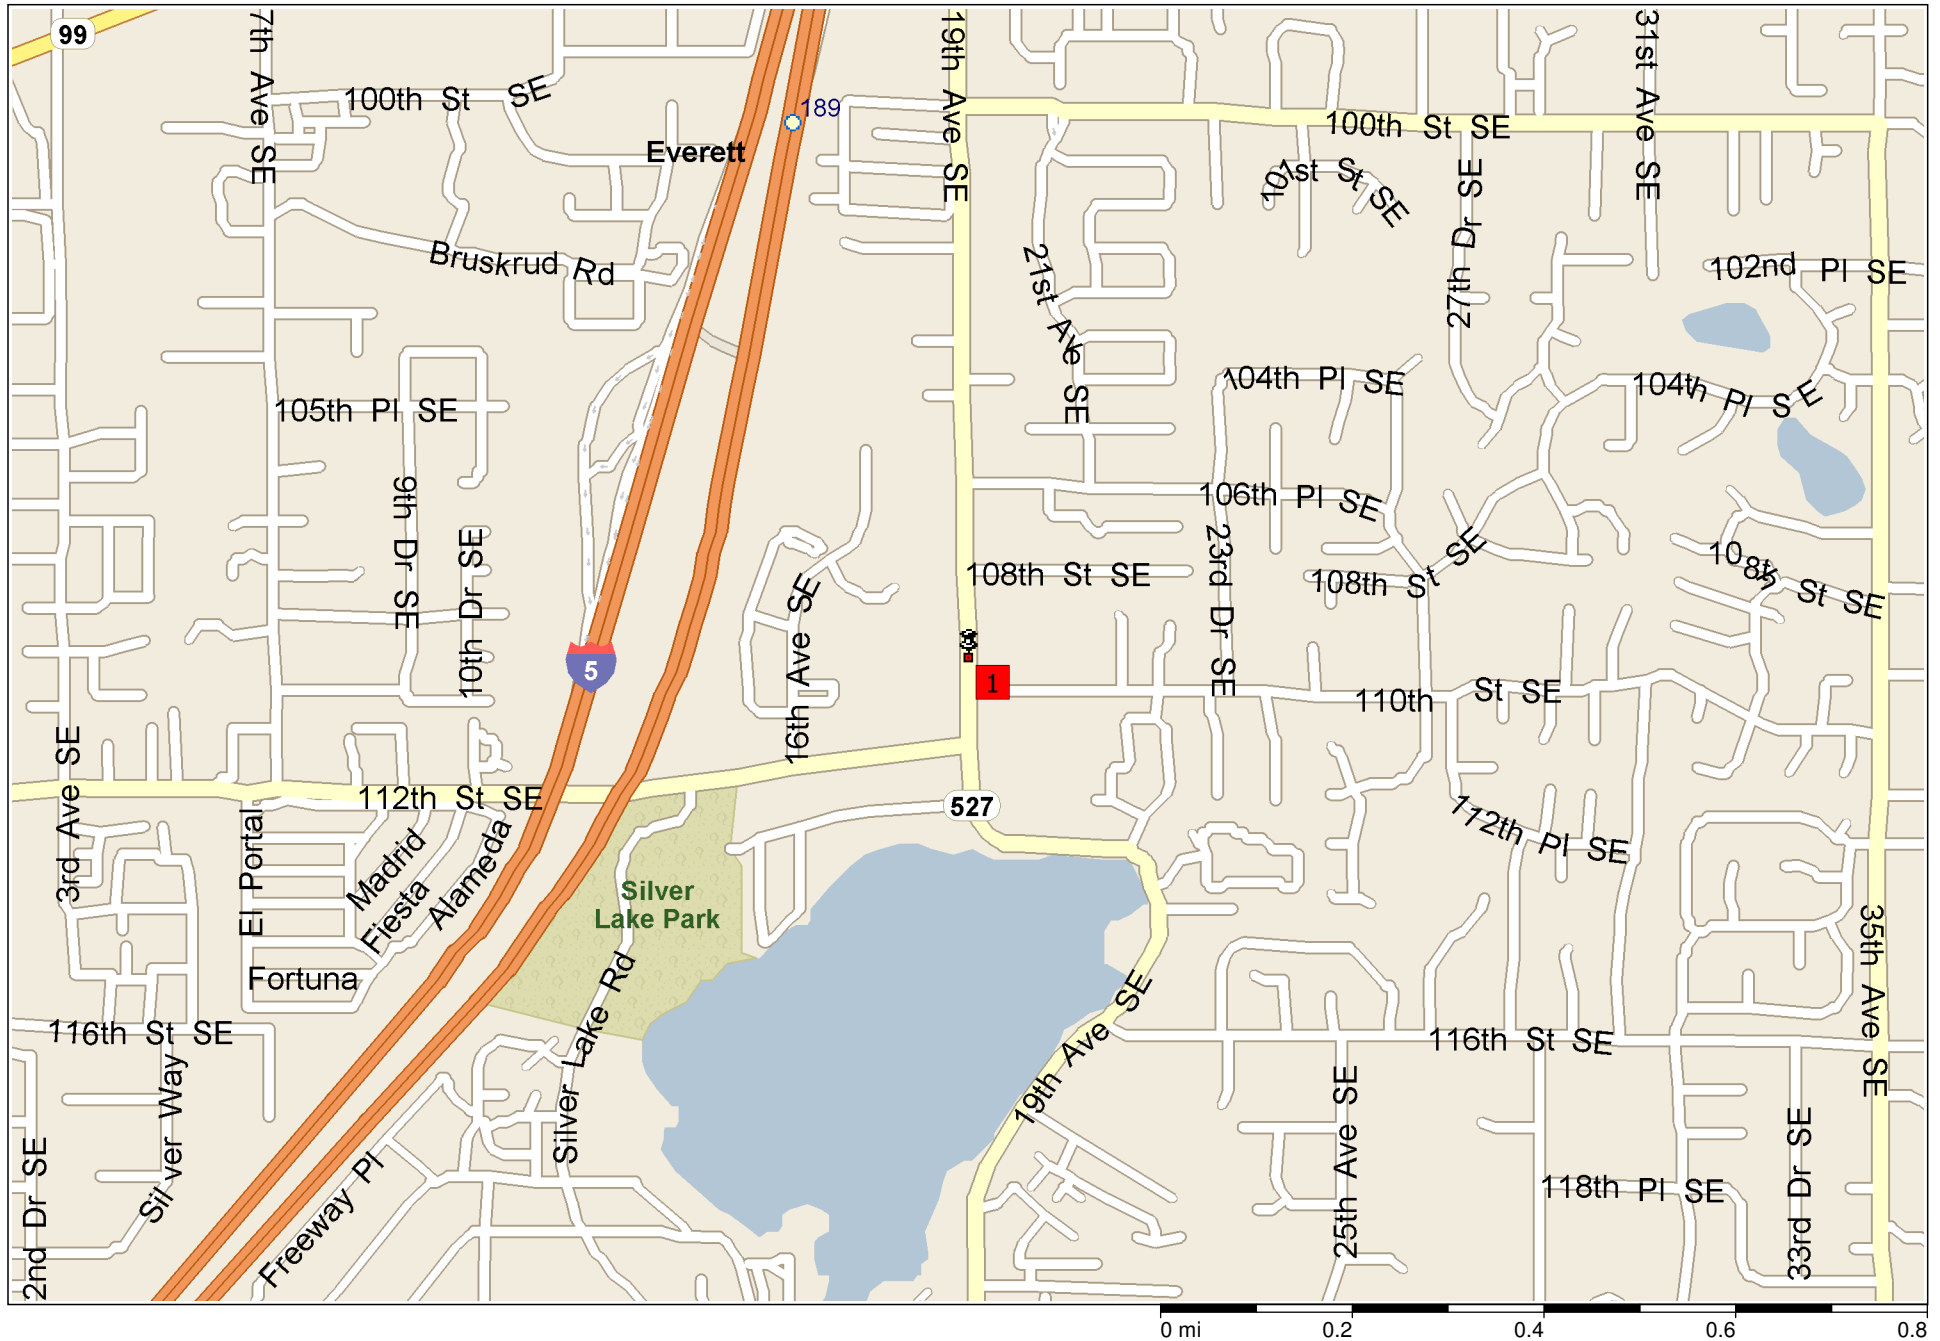 99
7th Ave SE
19th Ave SE
31st Ave SE
100th St SE
189
Everett
100th St SE
101st St SE
27th Dr SE
Bruskrud Rd
21st Ave SE
102nd Pl SE
104th Pl SE
104th Pl SE
105th Pl SE
9th Dr SE
106th Pl SE
10th Dr SE
23rd Dr SE
108th St SE
108th St SE
108th St SE
16th Ave SE
5
1
110th St SE
3rd Ave SE
112th St SE
527
112th Pl SE
El Portal
Madrid
Fiesta
Alameda
Silver
Lake Park
Fortuna
35th Ave SE
Silver Lake Rd
19th Ave SE
116th St SE
116th St SE
Silver Way
25th Ave SE
2nd Dr SE
Freeway Pl
118th Pl SE
33rd Dr SE
0 mi 0.2 0.4 0.6 0.8